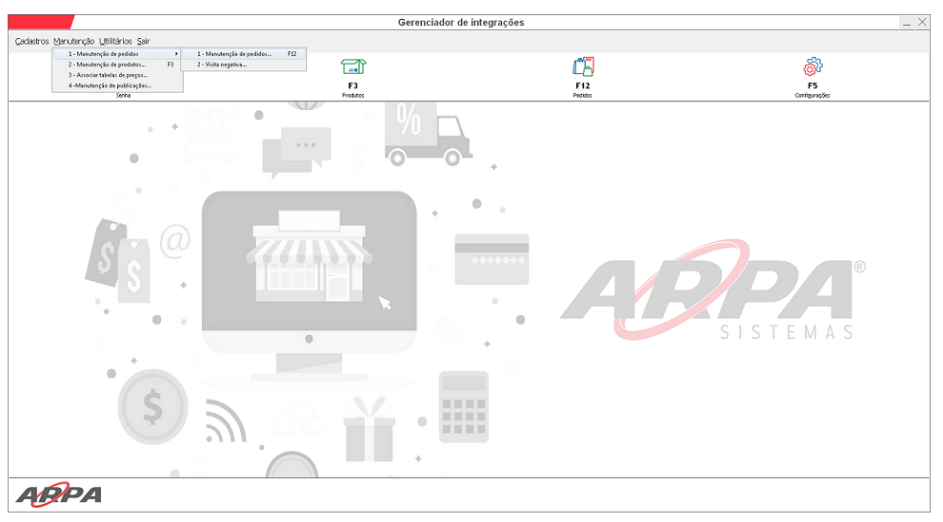 Gerenciador de integrações
Cadastros Manutenção Utilitários Sair
1 - Manutenção de pedidos
2 - Manutenção de produtos... F3
3 - Associar tabelas de preços...
4 -Manutenção de publicações...
1 - Manutenção de pedidos... F12
2 - Visita negativa...
Senha
F3
Produtos
F12
Pedidos
F5
Configurações
%
$
@
$
$
*******
%
$
$
ARPA®
SISTEMAS
ARPA